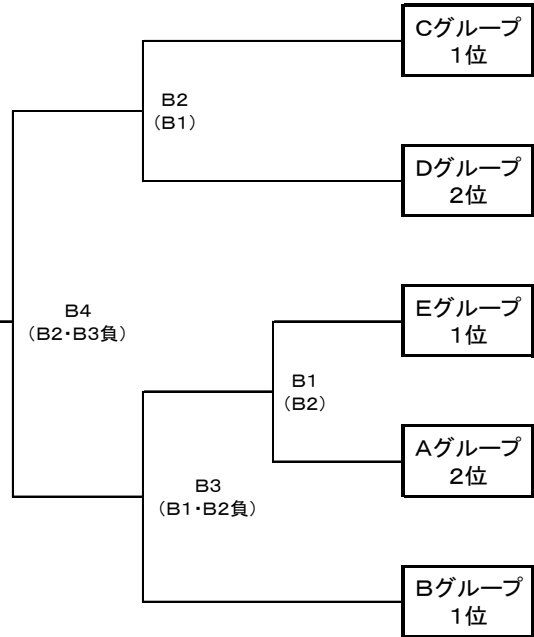 Cグループ
1位
B2
（B1）
Dグループ
2位
Eグループ
1位
B4
（B2・B3負）
B1
（B2）
Aグループ
2位
B3
（B1・B2負）
Bグループ
1位